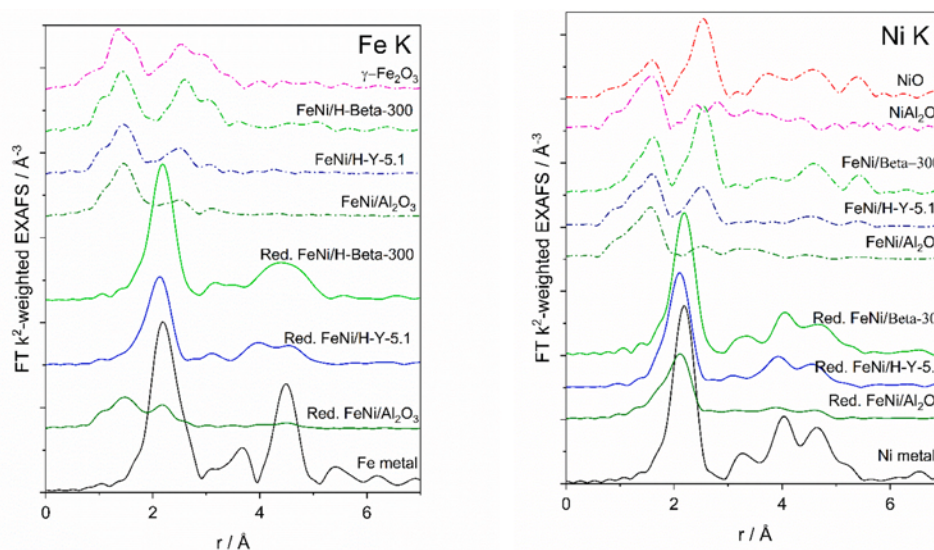 Fe K
γ–Fe₂O₃
FeNi/H-Beta-300
FeNi/H-Y-5.1
FeNi/Al₂O₃
Red. FeNi/H-Beta-300
Red. FeNi/H-Y-5.1
Red. FeNi/Al₂O₃
Fe metal
FT k²-weighted EXAFS / Å⁻³
0 2 4 6
r / Å
Ni K
NiO
NiAl₂O
FeNi/Beta–300
FeNi/H-Y-5.1
FeNi/Al₂O
Red. FeNi/Beta-30
Red. FeNi/H-Y-5.
Red. FeNi/Al₂O
Ni metal
FT k²-weighted EXAFS / Å⁻³
0 2 4 6
r / Å